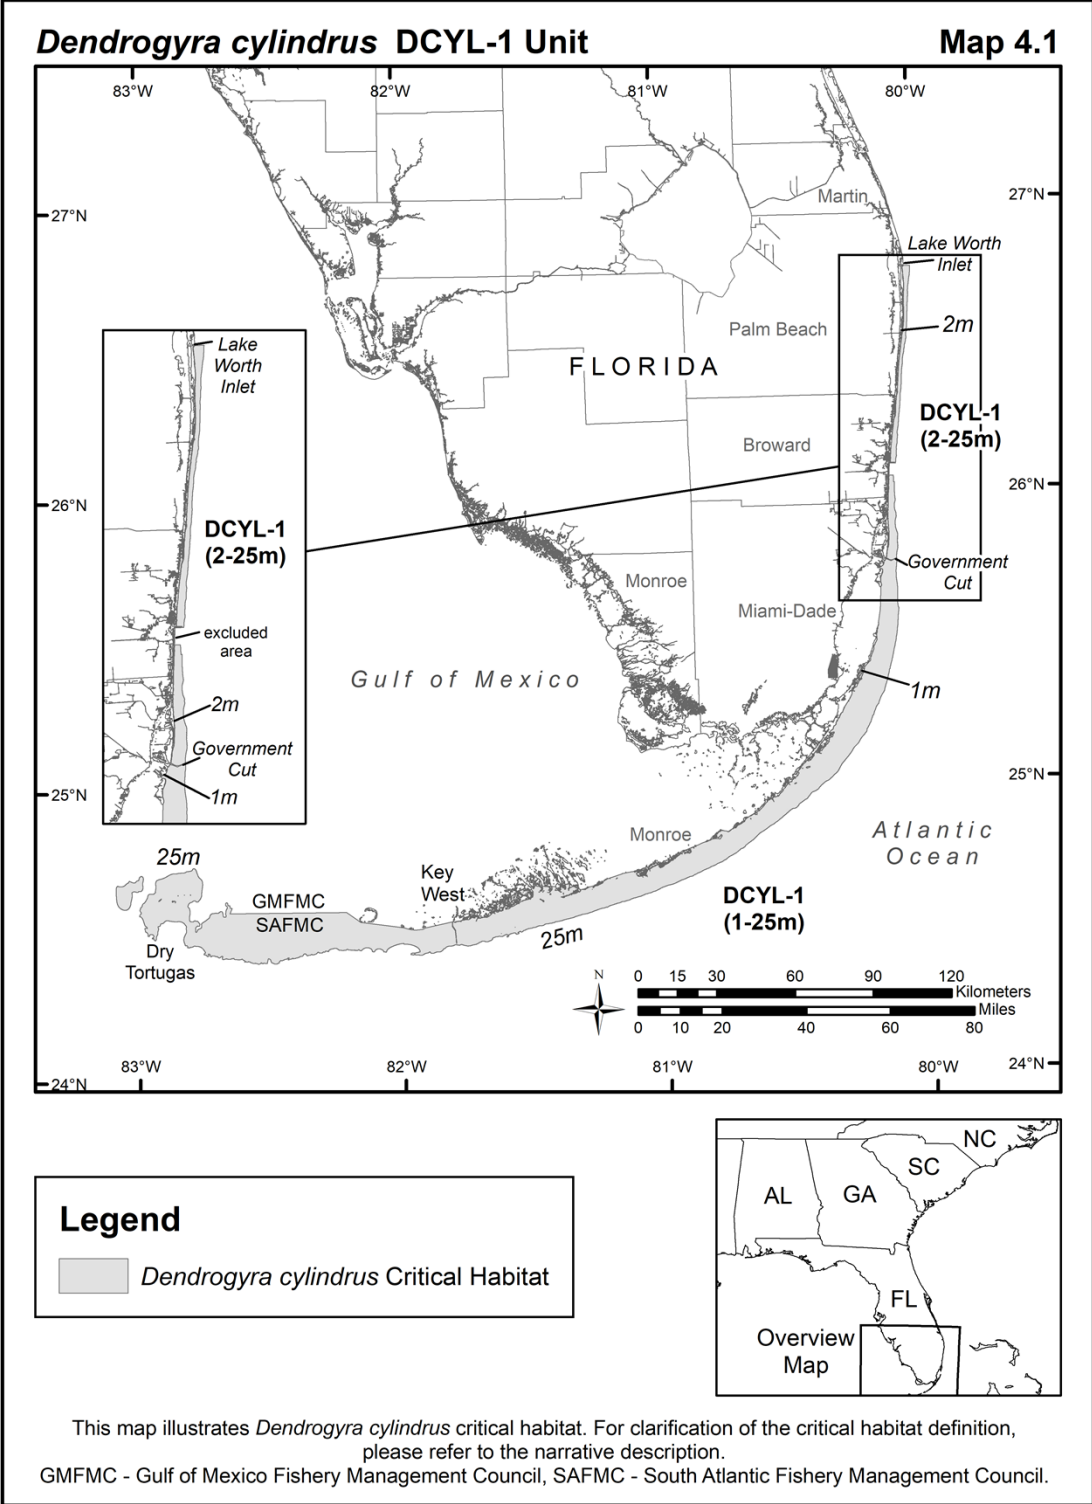 Dendrogyra cylindrus DCYL-1 Unit Map 4.1
83°W 82°W 81°W 80°W
27°N
27°N
Martin
Lake Worth
Inlet
Palm Beach
2m
FLORIDA
Lake
Worth
Inlet
DCYL-1
(2-25m)
Broward
26°N
26°N
DCYL-1
(2-25m)
Government
Cut
Monroe
Miami-Dade
excluded
area
Gulf of Mexico
1m
2m
Government
Cut
1m
25°N
25°N
Monroe
Atlantic
Ocean
25m
Key
West
GMFMC
SAFMC
DCYL-1
(1-25m)
25m
Dry
Tortugas
N
0 15 30 60 90 120
Kilometers
Miles
0 10 20 40 60 80
83°W 82°W 81°W 80°W
24°N
24°N
Legend
Dendrogyra cylindrus Critical Habitat
NC
SC
AL
GA
FL
Overview
Map
This map illustrates Dendrogyra cylindrus critical habitat. For clarification of the critical habitat definition,
please refer to the narrative description.
GMFMC - Gulf of Mexico Fishery Management Council, SAFMC - South Atlantic Fishery Management Council.